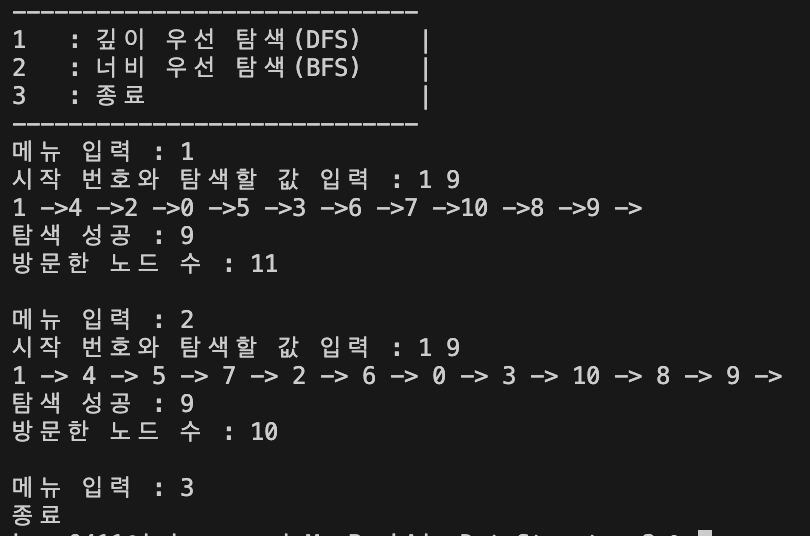 -----------------------------
1   : 깊이 우선 탐색(DFS)    |
2   : 너비 우선 탐색(BFS)    |
3   : 종료                    |
-----------------------------
메뉴 입력 : 1
시작 번호와 탐색할 값 입력 : 1 9
1 ->4 ->2 ->0 ->5 ->3 ->6 ->7 ->10 ->8 ->9 ->
탐색 성공 : 9
방문한 노드 수 : 11
메뉴 입력 : 2
시작 번호와 탐색할 값 입력 : 1 9
1 -> 4 -> 5 -> 7 -> 2 -> 6 -> 0 -> 3 -> 10 -> 8 -> 9 ->
탐색 성공 : 9
방문한 노드 수 : 10
메뉴 입력 : 3
종료